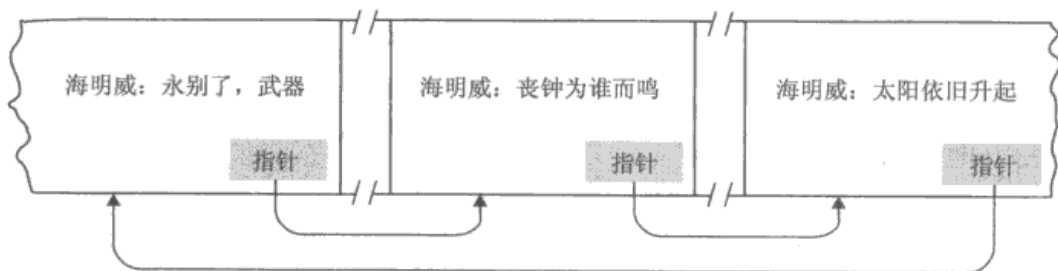 海明威：永别了，武器
海明威：丧钟为谁而鸣
海明威：太阳依旧升起
指针
指针
指针